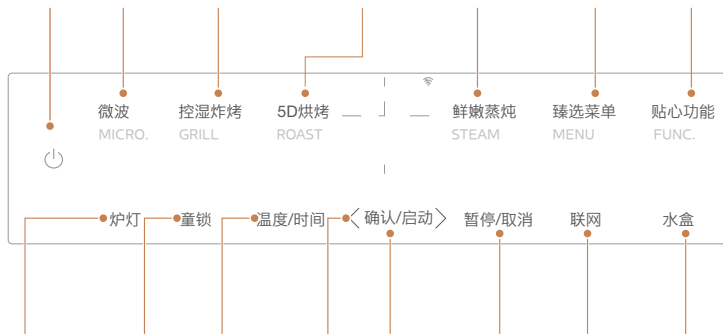 微波 控湿炸烤 5D烘烤 鲜嫩蒸炖 臻选菜单 贴心功能
MICRO. GRILL ROAST STEAM MENU FUNC.
炉灯 童锁 温度/时间 确认/启动 暂停/取消 联网 水盒